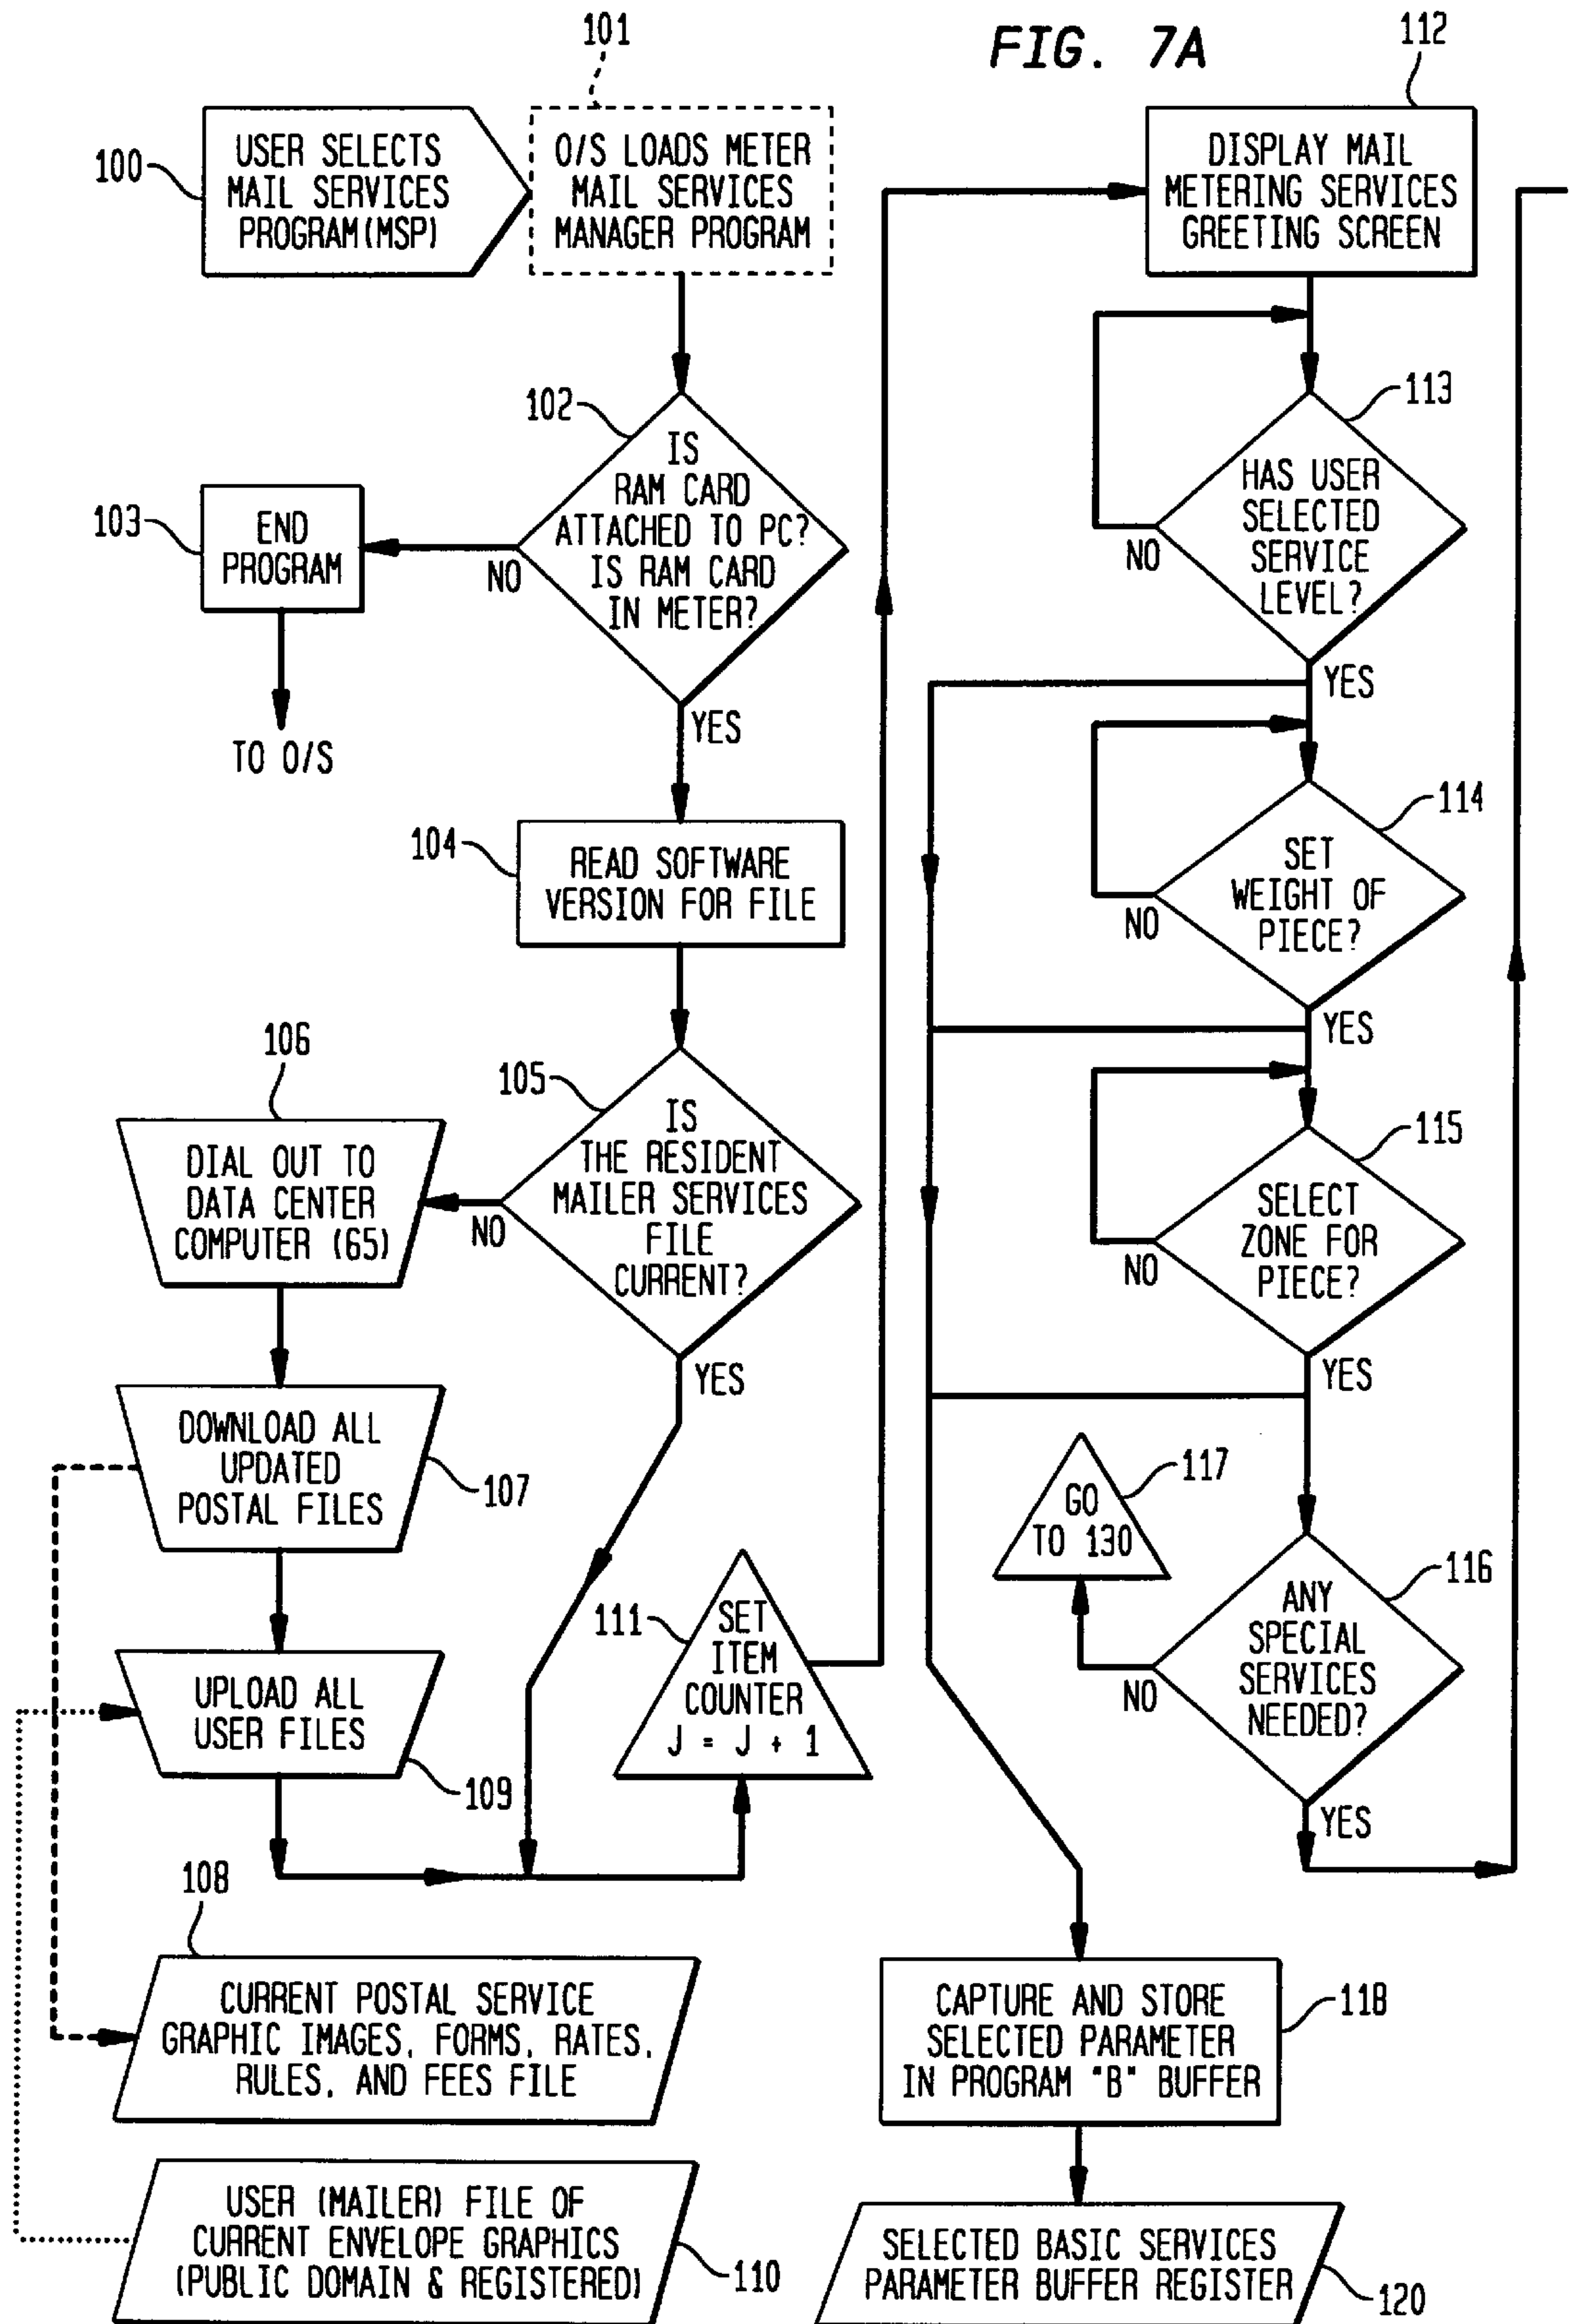 FIG. 7A
101
112
100
USER SELECTS
MAIL SERVICES
PROGRAM(MSP)
O/S LOADS METER
MAIL SERVICES
MANAGER PROGRAM
DISPLAY MAIL
METERING SERVICES
GREETING SCREEN
102
IS
RAM CARD
ATTACHED TO PC?
IS RAM CARD
IN METER?
NO
YES
103
END
PROGRAM
TO O/S
104
READ SOFTWARE
VERSION FOR FILE
105
IS
THE RESIDENT
MAILER SERVICES
FILE
CURRENT?
NO
YES
106
DIAL OUT TO
DATA CENTER
COMPUTER (65)
DOWNLOAD ALL
UPDATED
POSTAL FILES
107
UPLOAD ALL
USER FILES
109
111
SET
ITEM
COUNTER
J = J + 1
108
CURRENT POSTAL SERVICE
GRAPHIC IMAGES, FORMS, RATES,
RULES, AND FEES FILE
USER (MAILER) FILE OF
CURRENT ENVELOPE GRAPHICS
(PUBLIC DOMAIN & REGISTERED)
110
113
HAS USER
SELECTED
SERVICE
LEVEL?
NO
YES
114
SET
WEIGHT OF
PIECE?
NO
YES
115
SELECT
ZONE FOR
PIECE?
NO
YES
117
GO
TO 130
116
ANY
SPECIAL
SERVICES
NEEDED?
NO
YES
CAPTURE AND STORE
SELECTED PARAMETER
IN PROGRAM "B" BUFFER
118
SELECTED BASIC SERVICES
PARAMETER BUFFER REGISTER
120